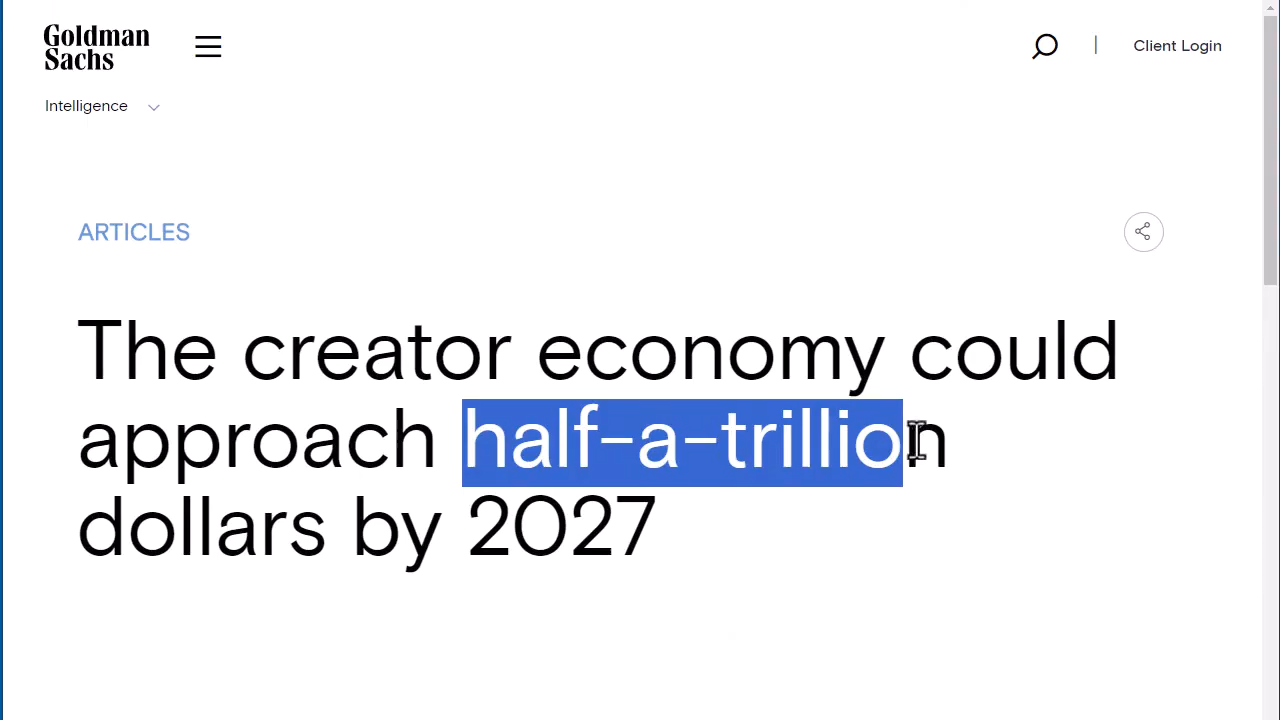 Goldman
Sachs
Client Login
Intelligence
ARTICLES
The creator economy could
approach half-a-trillion
dollars by 2027